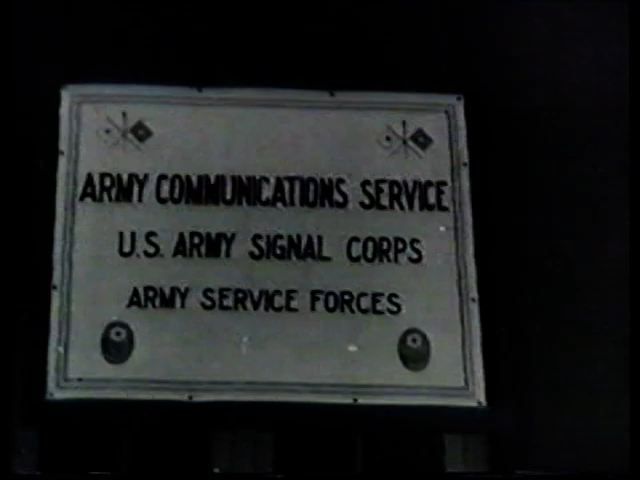 ARMY COMMUNICATIONS SERVICE
U.S. ARMY SIGNAL CORPS
ARMY SERVICE FORCES